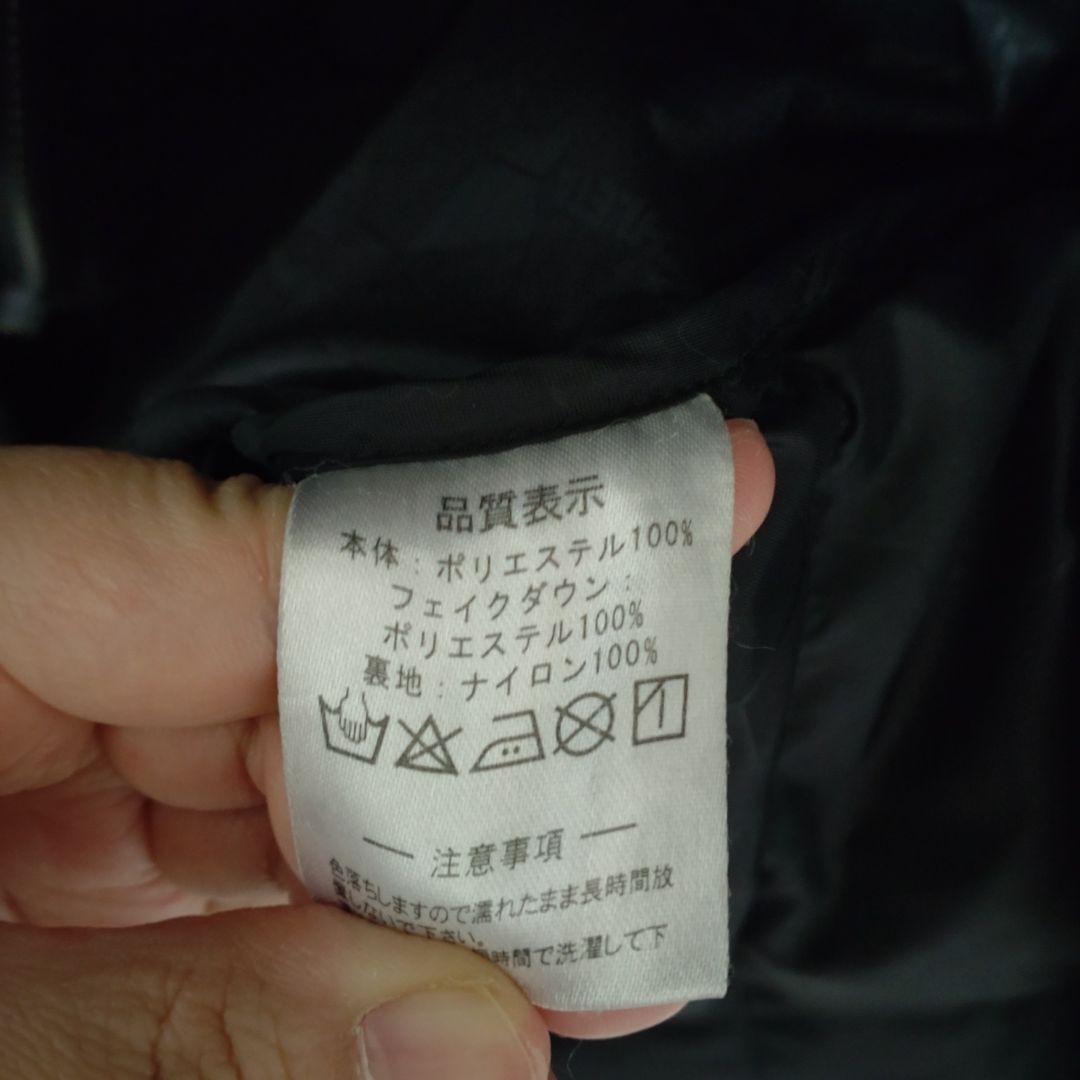 品質表示
本体：ポリエステル100%
フェイクダウン：
ポリエステル100%
裏地：ナイロン100%
注意事項
色落ちしますので濡れたまま長時間放
しないで下さい。
時間で洗濯して下